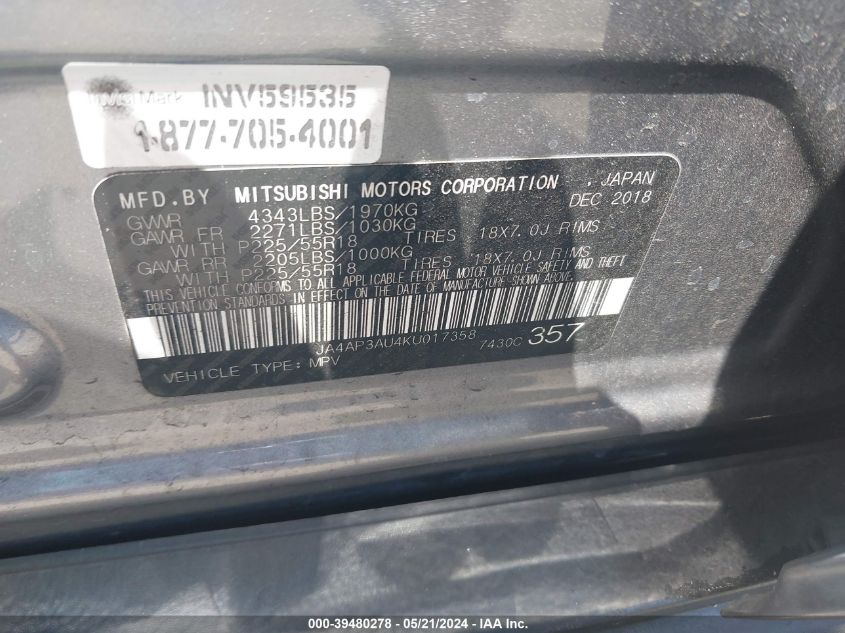 InvisiMark INV59535
1-877-705-4001
MFD.BY MITSUBISHI MOTORS CORPORATION , JAPAN
GVWR 4343LBS/1970KG DEC 2018
GAWR FR 2271LBS/1030KG
WITH P225/55R18 TIRES 18X7.0J RIMS
GAWR RR 2205LBS/1000KG
WITH P225/55R18 TIRES 18X7.0J RIMS
THIS VEHICLE CONFORMS TO ALL APPLICABLE FEDERAL MOTOR VEHICLE SAFETY AND THEFT
PREVENTION STANDARDS IN EFFECT ON THE DATE OF MANUFACTURE SHOWN ABOVE.
JA4AP3AU4KU017358 7430C 357
VEHICLE TYPE: MPV
000-39480278 - 05/21/2024 - IAA Inc.